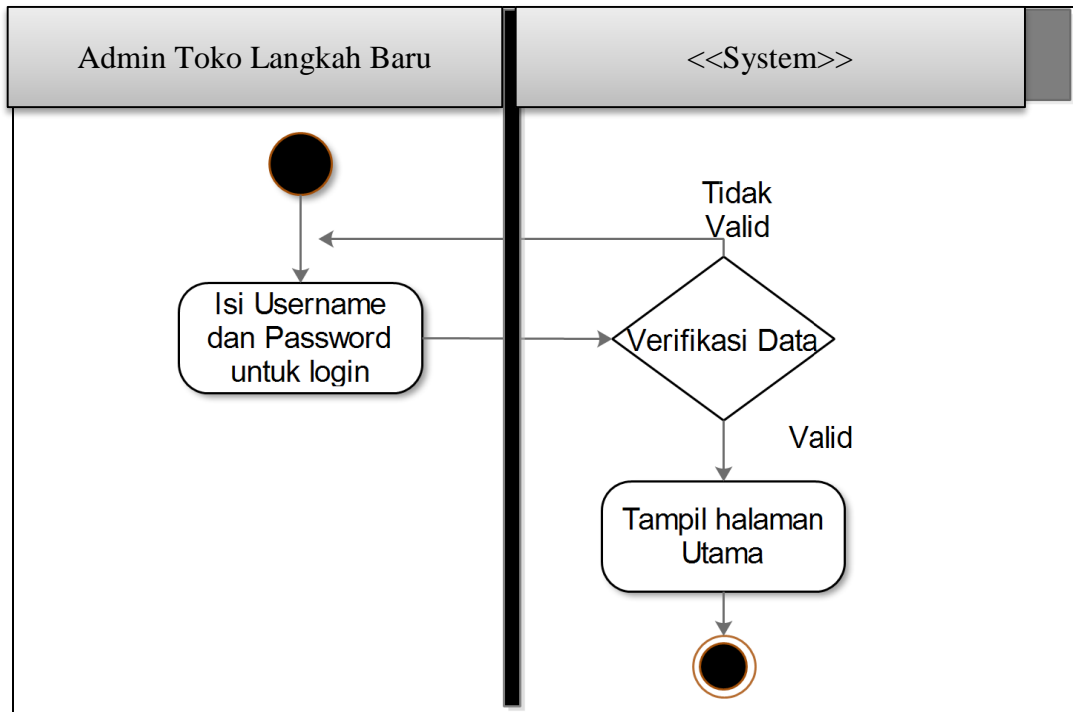 Admin Toko Langkah Baru
<<System>>
Tidak
Valid
Isi Username
dan Password
untuk login
Verifikasi Data
Valid
Tampil halaman
Utama